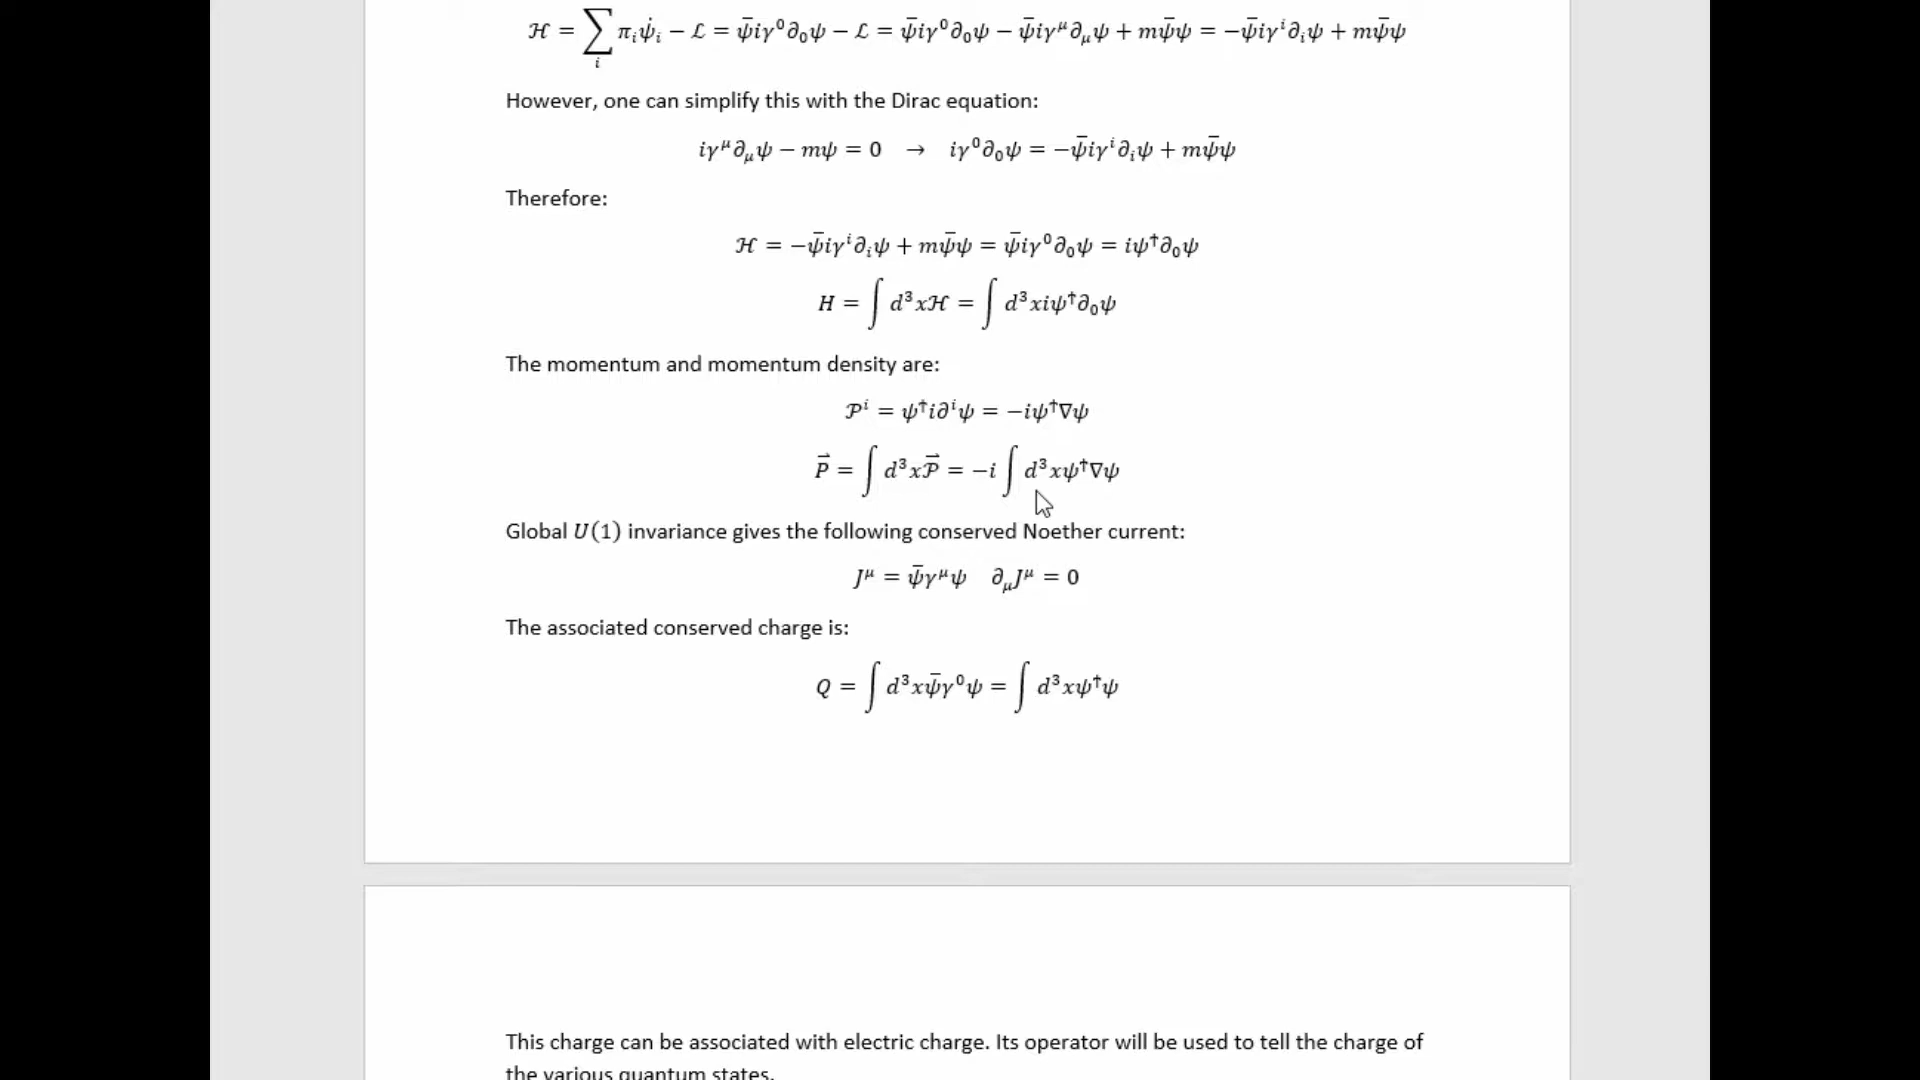 ℋ = ∑ᵢ πᵢψ̇ᵢ − ℒ = ψ̄iγ⁰∂₀ψ − ℒ = ψ̄iγ⁰∂₀ψ − ψ̄iγ^μ∂_μψ + mψ̄ψ = −ψ̄iγⁱ∂ᵢψ + mψ̄ψ
However, one can simplify this with the Dirac equation:
iγ^μ∂_μψ − mψ = 0 → iγ⁰∂₀ψ = −ψ̄iγⁱ∂ᵢψ + mψ̄ψ
Therefore:
ℋ = −ψ̄iγⁱ∂ᵢψ + mψ̄ψ = ψ̄iγ⁰∂₀ψ = iψ†∂₀ψ
H = ∫ d³xℋ = ∫ d³xiψ†∂₀ψ
The momentum and momentum density are:
𝒫ⁱ = ψ†i∂ⁱψ = −iψ†∇ψ
P⃗ = ∫ d³x𝒫⃗ = −i ∫ d³xψ†∇ψ
Global U(1) invariance gives the following conserved Noether current:
J^μ = ψ̄γ^μψ ∂_μJ^μ = 0
The associated conserved charge is:
Q = ∫ d³xψ̄γ⁰ψ = ∫ d³xψ†ψ
This charge can be associated with electric charge. Its operator will be used to tell the charge of
the various quantum states.